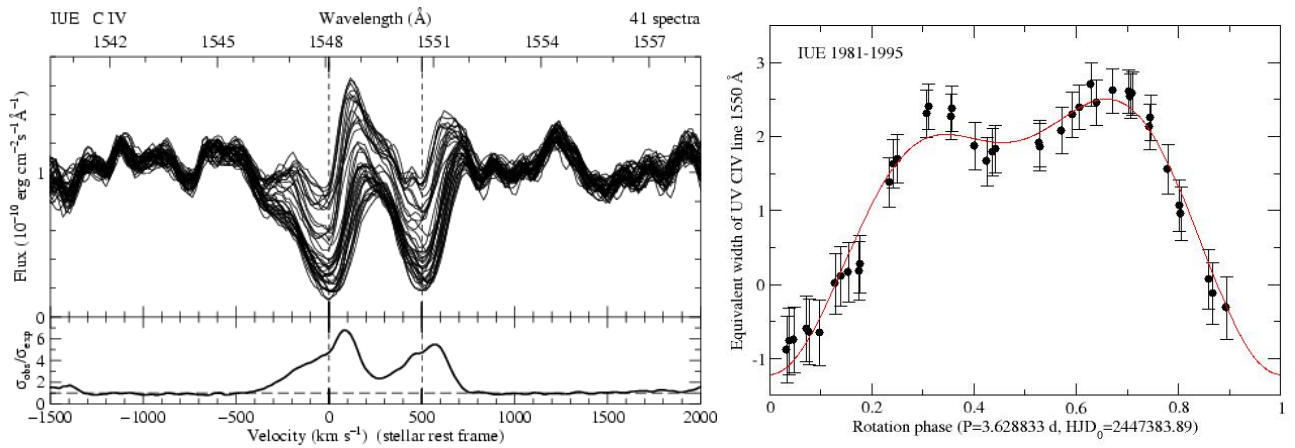 IUE C IV Wavelength (Å) 41 spectra
1542 1545 1548 1551 1554 1557
Flux (10⁻¹⁰ erg cm⁻²s⁻¹Å⁻¹)
1
0
σobs/σexp
6
4
2
0
−1500 −1000 −500 0 500 1000 1500 2000
Velocity (km s⁻¹) (stellar rest frame)
IUE 1981-1995
Equivalent width of UV CIV line 1550 Å
3
2
1
0
-1
0 0.2 0.4 0.6 0.8 1
Rotation phase (P=3.628833 d, HJD₀=2447383.89)